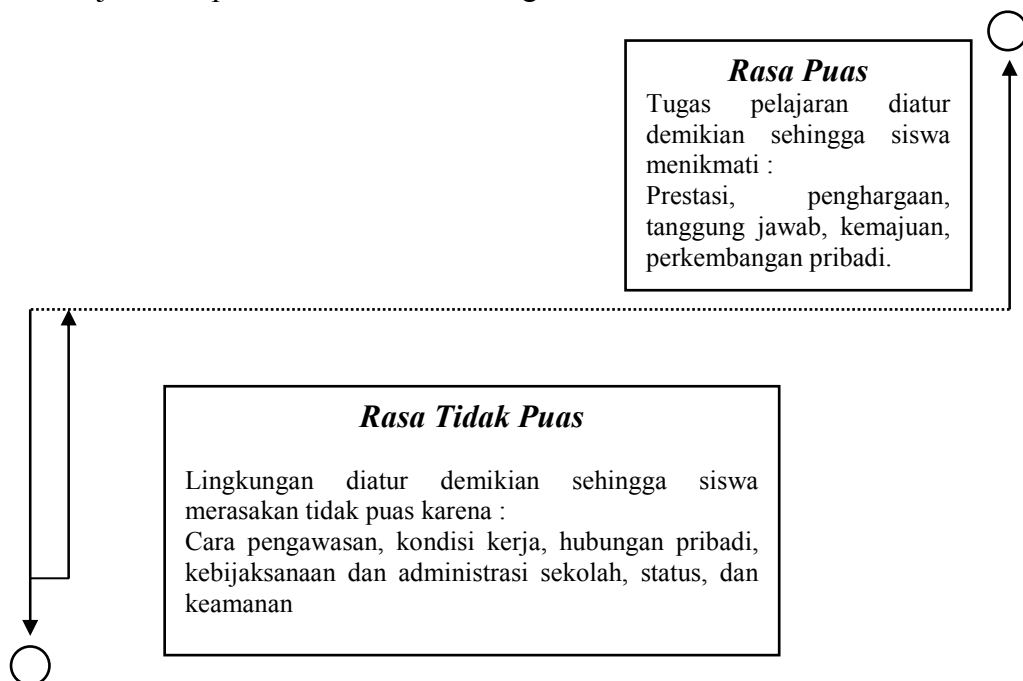 Rasa Puas
Tugas pelajaran diatur
demikian sehingga siswa
menikmati :
Prestasi, penghargaan,
tanggung jawab, kemajuan,
perkembangan pribadi.
Rasa Tidak Puas
Lingkungan diatur demikian sehingga siswa
merasakan tidak puas karena :
Cara pengawasan, kondisi kerja, hubungan pribadi,
kebijaksanaan dan administrasi sekolah, status, dan
keamanan